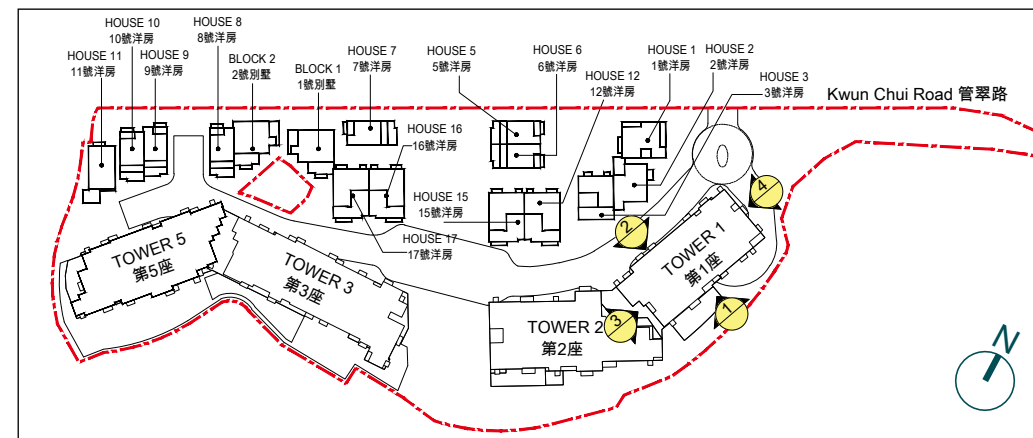 HOUSE 11
11號洋房
HOUSE 10
10號洋房
HOUSE 9
9號洋房
HOUSE 8
8號洋房
BLOCK 2
2號別墅
BLOCK 1
1號別墅
HOUSE 7
7號洋房
HOUSE 16
16號洋房
HOUSE 5
5號洋房
HOUSE 6
6號洋房
HOUSE 12
12號洋房
HOUSE 1
1號洋房
HOUSE 2
2號洋房
HOUSE 3
3號洋房
Kwun Chui Road 管翠路
HOUSE 15
15號洋房
HOUSE 17
17號洋房
TOWER 5
第5座
TOWER 3
第3座
TOWER 2
第2座
TOWER 1
第1座
4
2
1
3
N